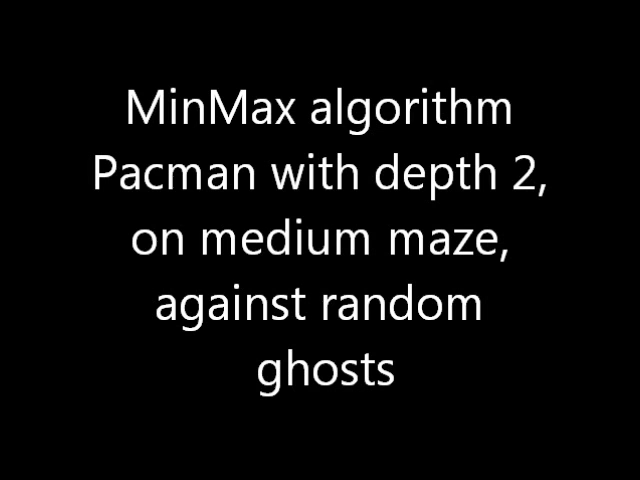 MinMax algorithm
Pacman with depth 2,
on medium maze,
against random
ghosts